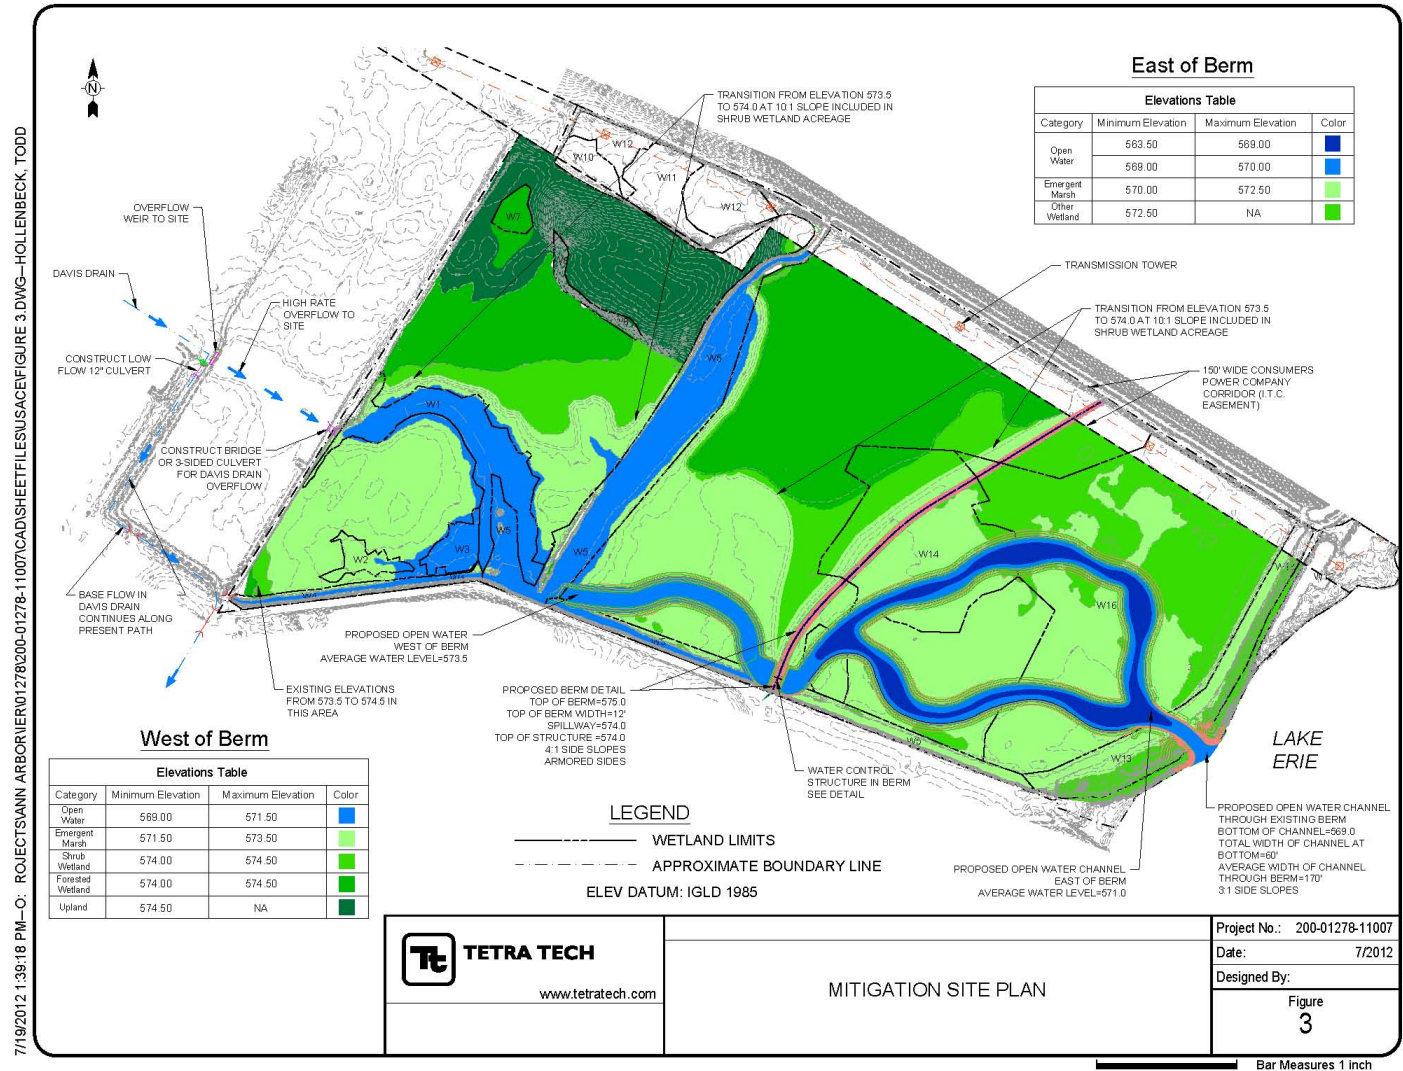 East of Berm
Elevations Table
Category Minimum Elevation Maximum Elevation Color
Open
Water
563.50 569.00
569.00 570.00
Emergent
Marsh
570.00 572.50
Other
Wetland
572.50 NA
N
TRANSITION FROM ELEVATION 573.5
TO 574.0 AT 10:1 SLOPE INCLUDED IN
SHRUB WETLAND ACREAGE
OVERFLOW
WEIR TO SITE
DAVIS DRAIN
HIGH RATE
OVERFLOW TO
SITE
CONSTRUCT LOW
FLOW 12" CULVERT
CONSTRUCT BRIDGE
OR 3-SIDED CULVERT
FOR DAVIS DRAIN
OVERFLOW
BASE FLOW IN
DAVIS DRAIN
CONTINUES ALONG
PRESENT PATH
W10
W12
W11
W12
W7
W1
W6
W5
W3
W2
W5
W14
W16
W13
TRANSMISSION TOWER
TRANSITION FROM ELEVATION 573.5
TO 574.0 AT 10:1 SLOPE INCLUDED IN
SHRUB WETLAND ACREAGE
150' WIDE CONSUMERS
POWER COMPANY
CORRIDOR (I.T.C.
EASEMENT)
PROPOSED OPEN WATER
WEST OF BERM
AVERAGE WATER LEVEL=573.5
EXISTING ELEVATIONS
FROM 573.5 TO 574.5 IN
THIS AREA
PROPOSED BERM DETAIL
TOP OF BERM=575.0
TOP OF BERM WIDTH=12'
SPILLWAY=574.0
TOP OF STRUCTURE =574.0
4:1 SIDE SLOPES
ARMORED SIDES
WATER CONTROL
STRUCTURE IN BERM
SEE DETAIL
LAKE
ERIE
PROPOSED OPEN WATER CHANNEL
THROUGH EXISTING BERM
BOTTOM OF CHANNEL=569.0
TOTAL WIDTH OF CHANNEL AT
BOTTOM=60'
AVERAGE WIDTH OF CHANNEL
THROUGH BERM=170'
3:1 SIDE SLOPES
PROPOSED OPEN WATER CHANNEL
EAST OF BERM
AVERAGE WATER LEVEL=571.0
West of Berm
Elevations Table
Category Minimum Elevation Maximum Elevation Color
Open
Water
569.00 571.50
Emergent
Marsh
571.50 573.50
Shrub
Wetland
574.00 574.50
Forested
Wetland
574.00 574.50
Upland 574.50 NA
LEGEND
WETLAND LIMITS
APPROXIMATE BOUNDARY LINE
ELEV DATUM: IGLD 1985
Tt TETRA TECH
www.tetratech.com
MITIGATION SITE PLAN
Project No.: 200-01278-11007
Date: 7/2012
Designed By:
Figure
3
Bar Measures 1 inch
7/19/2012 1:39:18 PM—O: ROJECTS\ANN ARBOR\IER\01278\200-01278-11007\CAD\SHEETFILES\USACE\FIGURE 3.DWG—HOLLENBECK, TODD